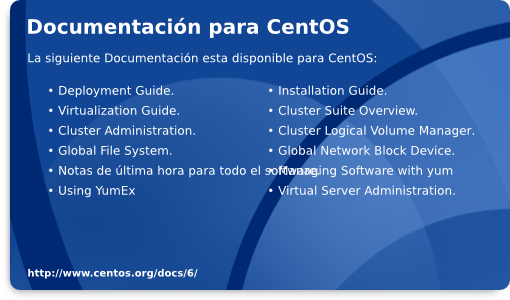 Documentación para CentOS
La siguiente Documentación esta disponible para CentOS:
• Deployment Guide.
• Virtualization Guide.
• Cluster Administration.
• Global File System.
• Notas de última hora para todo el software.
• Using YumEx
• Installation Guide.
• Cluster Suite Overview.
• Cluster Logical Volume Manager.
• Global Network Block Device.
• Managing Software with yum
• Virtual Server Administration.
http://www.centos.org/docs/6/